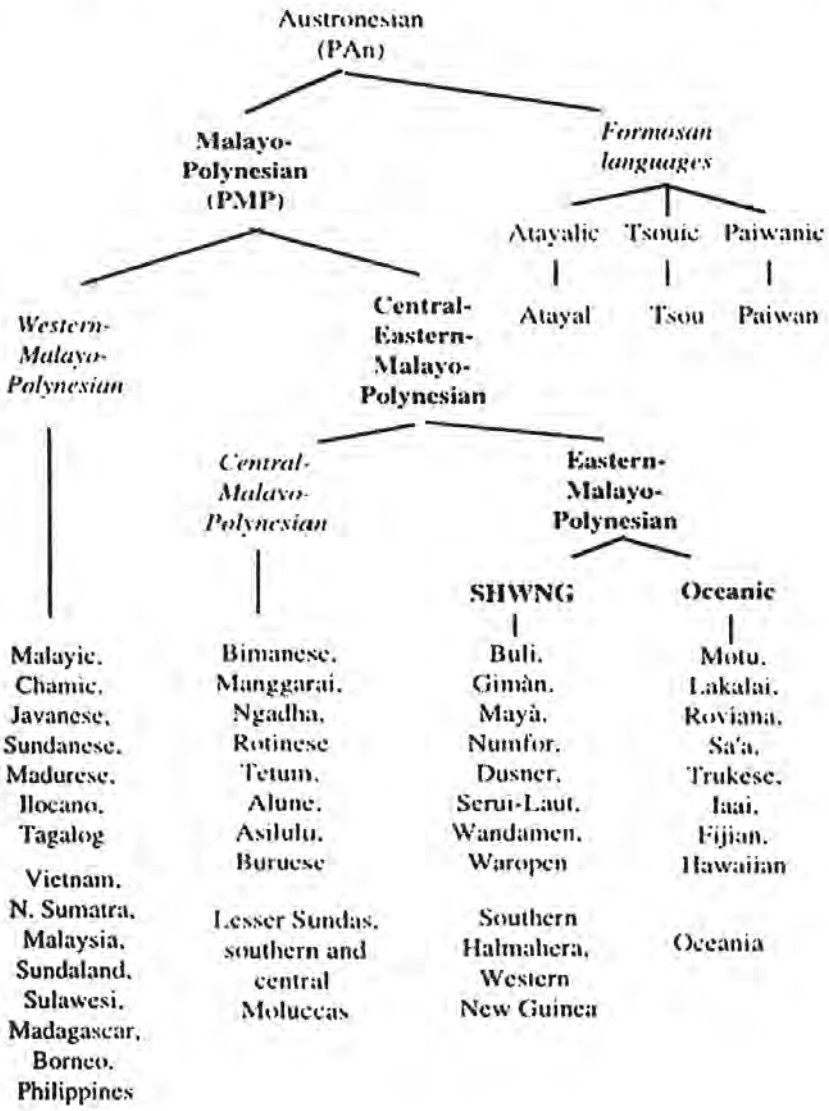 Austronesian
(PAn)
Malayo-
Polynesian
(PMP)
Formosan
languages
Atayalic Tsouic Paiwanic
Atayal Tsou Paiwan
Western-
Malayo-
Polynesian
Central-
Eastern-
Malayo-
Polynesian
Central-
Malayo-
Polynesian
Eastern-
Malayo-
Polynesian
SHWNG
Oceanic
Malayic,
Chamic,
Javanese,
Sundanese,
Madurese,
Ilocano,
Tagalog
Vietnam,
N. Sumatra,
Malaysia,
Sundaland,
Sulawesi,
Madagascar,
Borneo,
Philippines
Bimanese,
Manggarai,
Ngadha,
Rotinese
Tetum,
Alune,
Asilulu,
Buruese
Lesser Sundas,
southern and
central
Moluccas
Buli,
Gimàn,
Mayà,
Numfor,
Dusner,
Serui-Laut,
Wandamen,
Waropen
Southern
Halmahera,
Western
New Guinea
Motu,
Lakalai,
Roviana,
Sa'a,
Trukese,
Iaai,
Fijian,
Hawaiian
Oceania